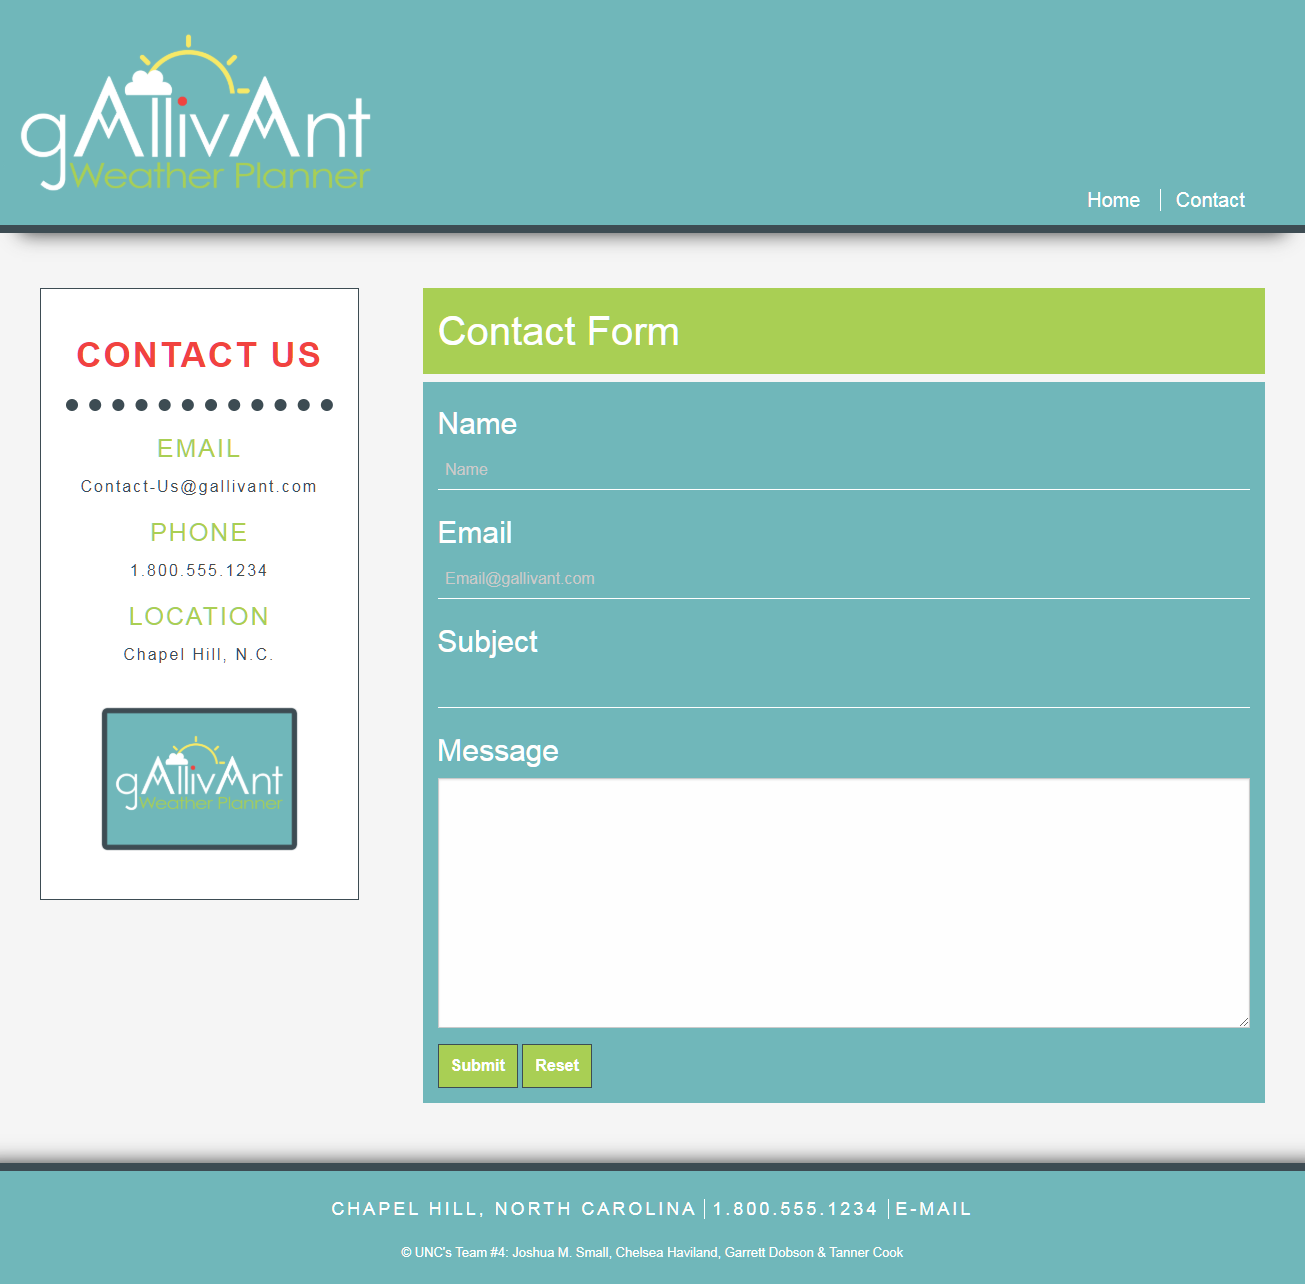 gAllivAnt
Weather Planner
Home
Contact
CONTACT US
EMAIL
Contact-Us@gallivant.com
PHONE
1.800.555.1234
LOCATION
Chapel Hill, N.C.
gAllivAnt
Weather Planner
Contact Form
Name
Name
Email
Email@gallivant.com
Subject
Message
Submit Reset
CHAPEL HILL, NORTH CAROLINA 1.800.555.1234 E-MAIL
© UNC's Team #4: Joshua M. Small, Chelsea Haviland, Garrett Dobson & Tanner Cook